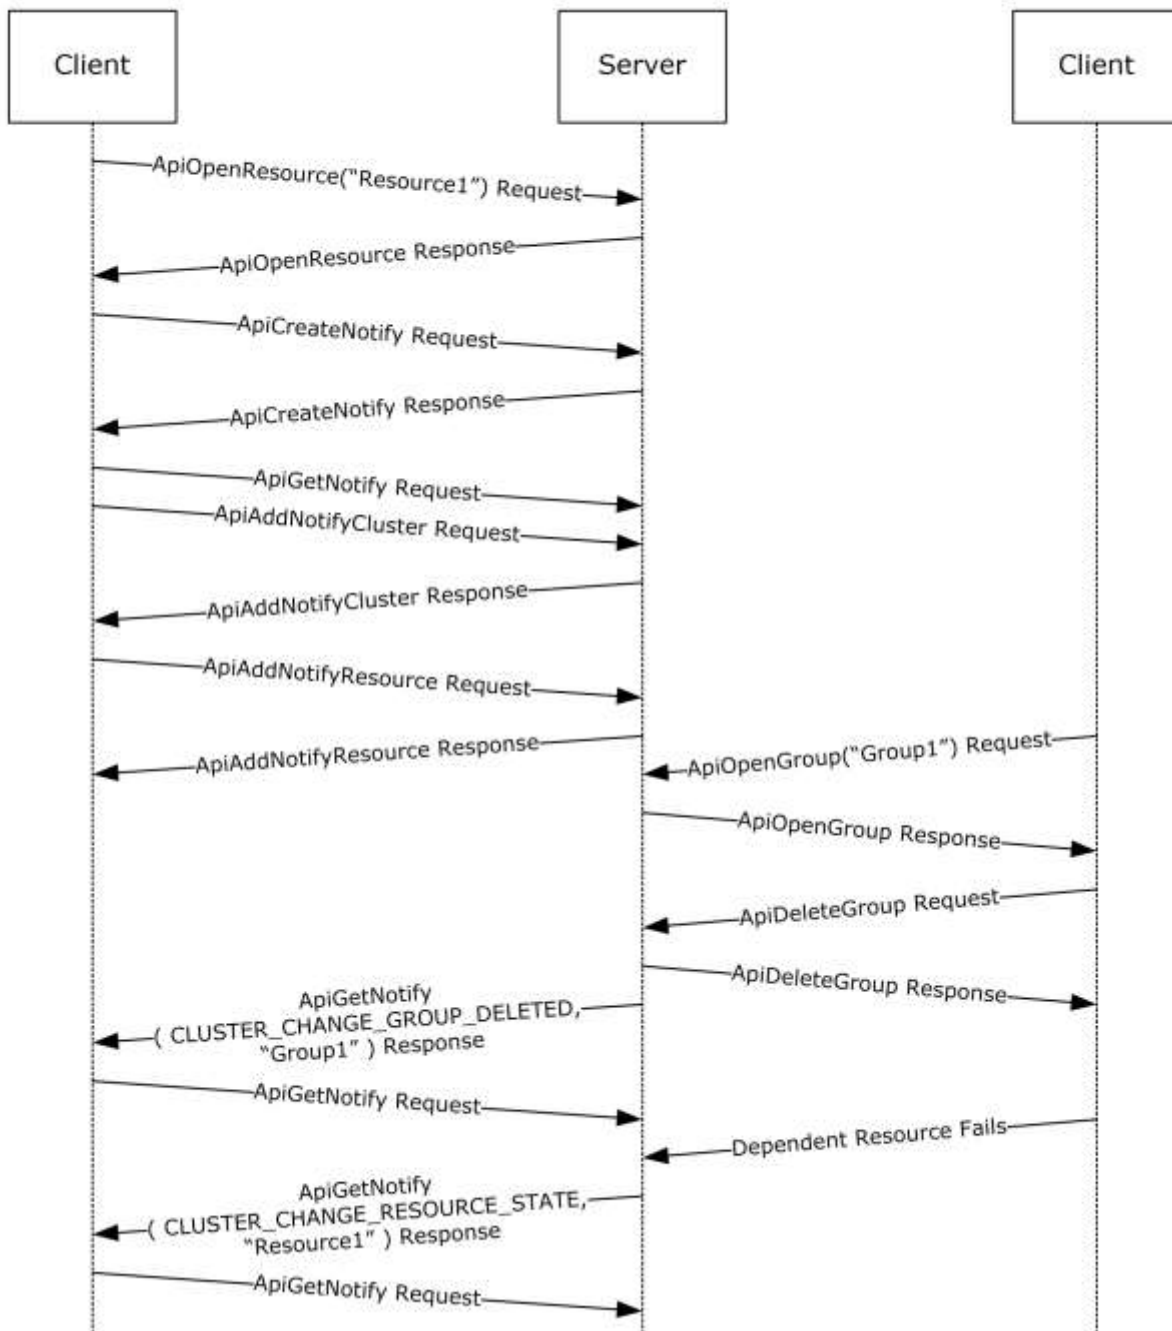 Client
Server
Client
ApiOpenResource(“Resource1”) Request
ApiOpenResource Response
ApiCreateNotify Request
ApiCreateNotify Response
ApiGetNotify Request
ApiAddNotifyCluster Request
ApiAddNotifyCluster Response
ApiAddNotifyResource Request
ApiAddNotifyResource Response
ApiOpenGroup(“Group1”) Request
ApiOpenGroup Response
ApiDeleteGroup Request
ApiDeleteGroup Response
ApiGetNotify
( CLUSTER_CHANGE_GROUP_DELETED,
“Group1” ) Response
ApiGetNotify Request
Dependent Resource Fails
ApiGetNotify
( CLUSTER_CHANGE_RESOURCE_STATE,
“Resource1” ) Response
ApiGetNotify Request